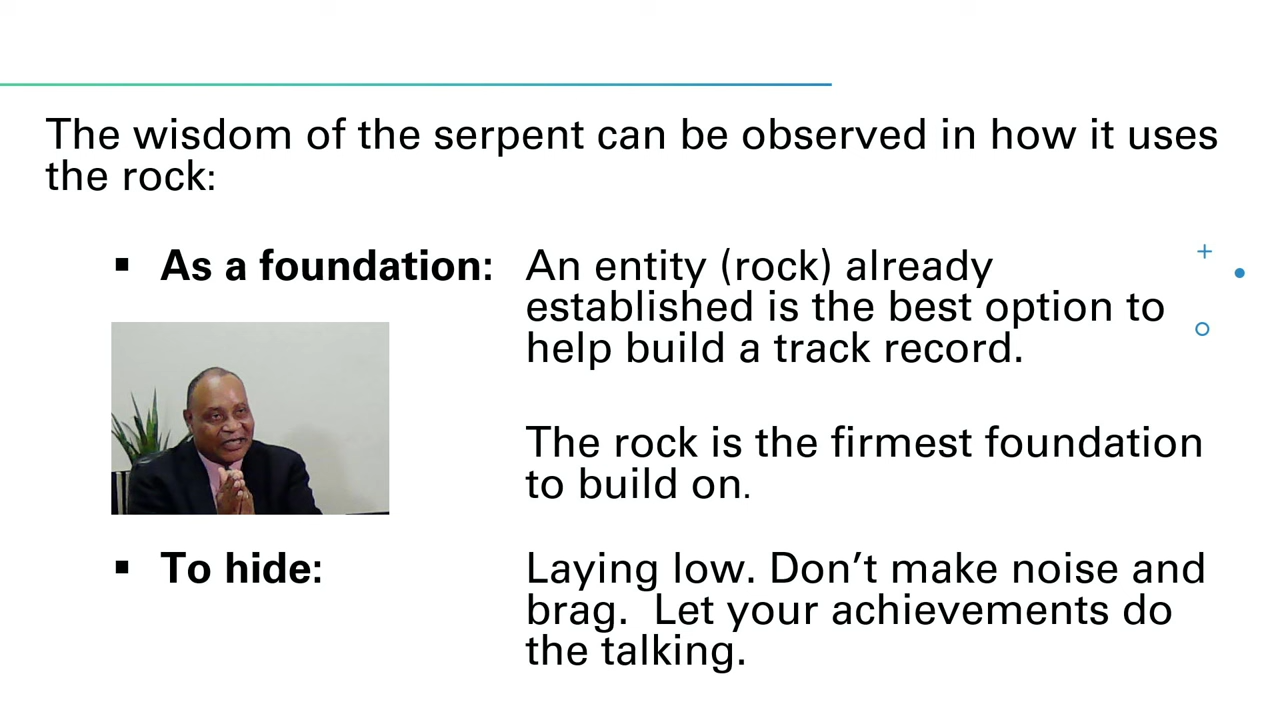 The wisdom of the serpent can be observed in how it uses
the rock:
▪ As a foundation: An entity (rock) already
established is the best option to
help build a track record.
The rock is the firmest foundation
to build on.
▪ To hide: Laying low. Don’t make noise and
brag.  Let your achievements do
the talking.